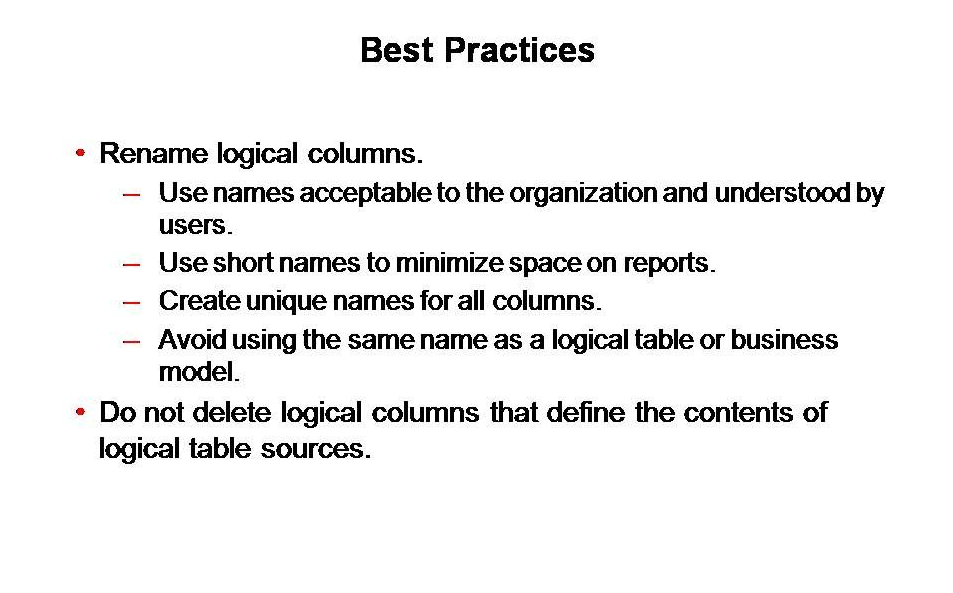 Best Practices
• Rename logical columns.
– Use names acceptable to the organization and understood by
users.
– Use short names to minimize space on reports.
– Create unique names for all columns.
– Avoid using the same name as a logical table or business
model.
• Do not delete logical columns that define the contents of
logical table sources.